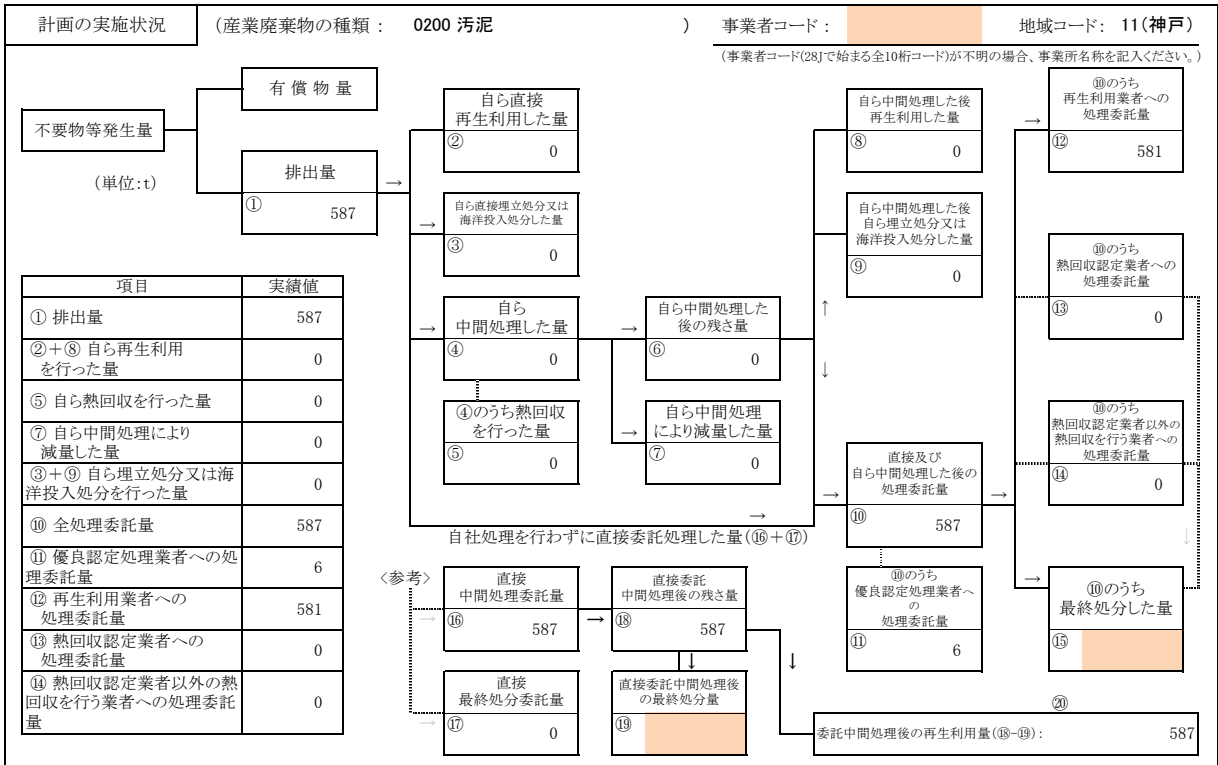 計画の実施状況
(産業廃棄物の種類： 0200 汚泥 )
事業者コード：
地域コード： 11(神戸)
(事業者コード(28Jで始まる全10桁コード)が不明の場合、事業所名称を記入ください。)
不要物等発生量
(単位:t)
有 償 物 量
排出量
①
587
→
自ら直接
再生利用した量
②
0
→
自ら直接埋立処分又は
海洋投入処分した量
③
0
→
自ら
中間処理した量
④
0
④のうち熱回収
を行った量
⑤
0
→
自ら中間処理した
後の残さ量
⑥
0
→
自ら中間処理
により減量した量
⑦
0
自ら中間処理した後
再生利用した量
⑧
0
自ら中間処理した後
自ら埋立処分又は
海洋投入処分した量
⑨
0
↑
↓
→
→
自社処理を行わずに直接委託処理した量(⑯＋⑰)
直接及び
自ら中間処理した後の
処理委託量
⑩
587
→
⑩のうち
優良認定処理業者へ
の
処理委託量
⑪
6
→
⑩のうち
再生利用業者への
処理委託量
⑫
581
⑩のうち
熱回収認定業者への
処理委託量
⑬
0
⑩のうち
熱回収認定業者以外の
熱回収を行う業者への
処理委託量
⑭
0
↓
→
⑩のうち
最終処分した量
⑮
項目 実績値
① 排出量 587
②＋⑧ 自ら再生利用
を行った量 0
⑤ 自ら熱回収を行った量 0
⑦ 自ら中間処理により
減量した量 0
③＋⑨ 自ら埋立処分又は海
洋投入処分を行った量 0
⑩ 全処理委託量 587
⑪ 優良認定処理業者への処
理委託量 6
⑫ 再生利用業者への
処理委託量 581
⑬ 熱回収認定業者への
処理委託量 0
⑭ 熱回収認定業者以外の熱
回収を行う業者への処理委託
量 0
〈参考〉
→
直接
中間処理委託量
⑯
587
→
直接委託
中間処理後の残さ量
⑱
587
→
直接
最終処分委託量
⑰
0
↓
直接委託中間処理後
の最終処分量
⑲
↓
⑳
委託中間処理後の再生利用量(⑱-⑲)： 587